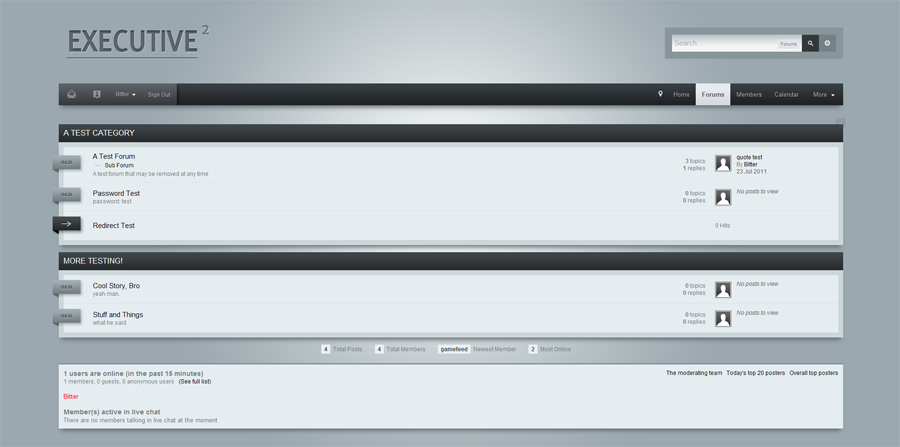 EXECUTIVE 2
Search... Forums
Bitter Sign Out Home Forums Members Calendar More
A TEST CATEGORY
OLD A Test Forum 3 topics quote test
Sub Forum 1 replies By Bitter
A test forum that may be removed at any time 23 Jul 2011
OLD Password Test 0 topics No posts to view
password: test 0 replies
Redirect Test 0 Hits
MORE TESTING!
OLD Cool Story, Bro 0 topics No posts to view
yeah man. 0 replies
OLD Stuff and Things 0 topics No posts to view
what he said 0 replies
4 Total Posts 4 Total Members gamefeed Newest Member 2 Most Online
1 users are online (in the past 15 minutes) The moderating team Today's top 20 posters Overall top posters
1 members, 0 guests, 0 anonymous users (See full list)
Bitter
Member(s) active in live chat
There are no members talking in live chat at the moment